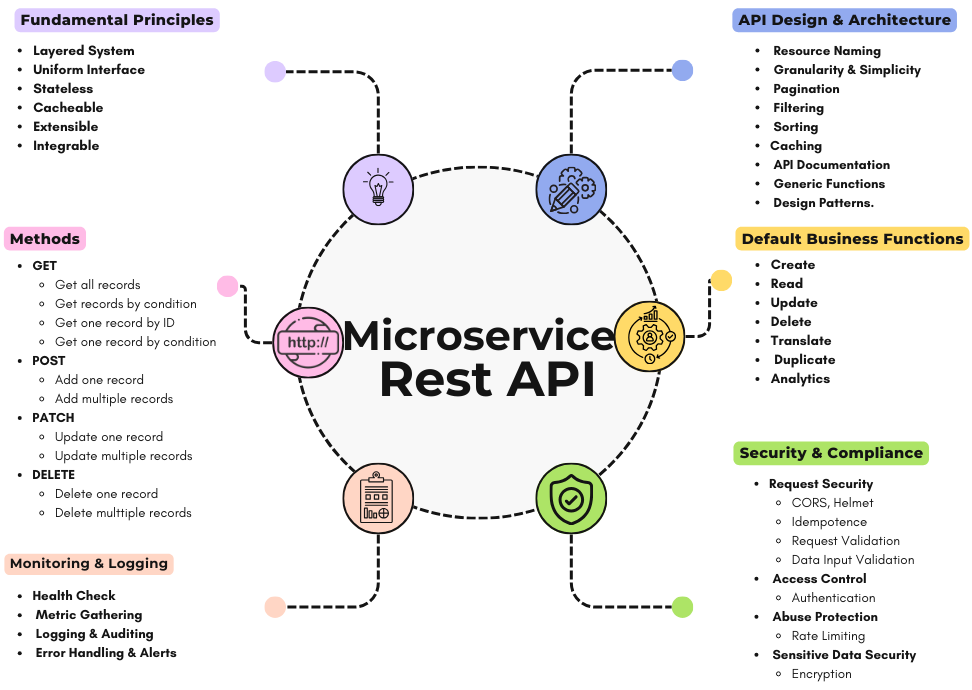 Fundamental Principles
Layered System
Uniform Interface
Stateless
Cacheable
Extensible
Integrable
Methods
GET
Get all records
Get records by condition
Get one record by ID
Get one record by condition
POST
Add one record
Add multiple records
PATCH
Update one record
Update multiple records
DELETE
Delete one record
Delete multtiple records
Monitoring & Logging
Health Check
Metric Gathering
Logging & Auditing
Error Handling & Alerts
http://
Microservice
Rest API
API Design & Architecture
Resource Naming
Granularity & Simplicity
Pagination
Filtering
Sorting
Caching
API Documentation
Generic Functions
Design Patterns.
Default Business Functions
Create
Read
Update
Delete
Translate
Duplicate
Analytics
Security & Compliance
Request Security
CORS, Helmet
Idempotence
Request Validation
Data Input Validation
Access Control
Authentication
Abuse Protection
Rate Limiting
Sensitive Data Security
Encryption